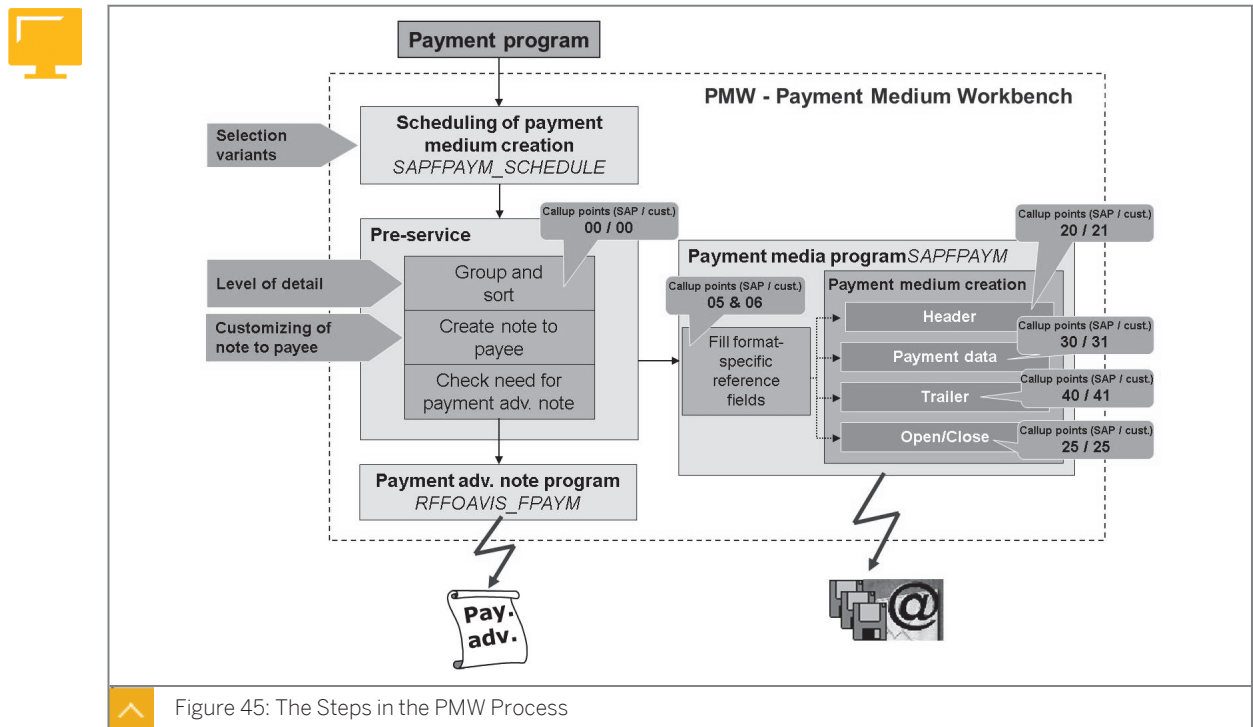 Payment program
PMW - Payment Medium Workbench
Selection
variants
Scheduling of payment
medium creation
SAPFPAYM_SCHEDULE
Pre-service
Callup points (SAP / cust.)
00 / 00
Level of detail
Group and
sort
Customizing of
note to payee
Create note to
payee
Check need for
payment adv. note
Payment adv. note program
RFFOAVIS_FPAYM
Payment media program SAPFPAYM
Callup points (SAP / cust.)
05 & 06
Fill format-
specific
reference
fields
Payment medium creation
Callup points (SAP / cust.)
20 / 21
Header
Callup points (SAP / cust.)
30 / 31
Payment data
Callup points (SAP / cust.)
40 / 41
Trailer
Callup points (SAP / cust.)
25 / 25
Open/Close
Pay.
adv.
@
Figure 45: The Steps in the PMW Process